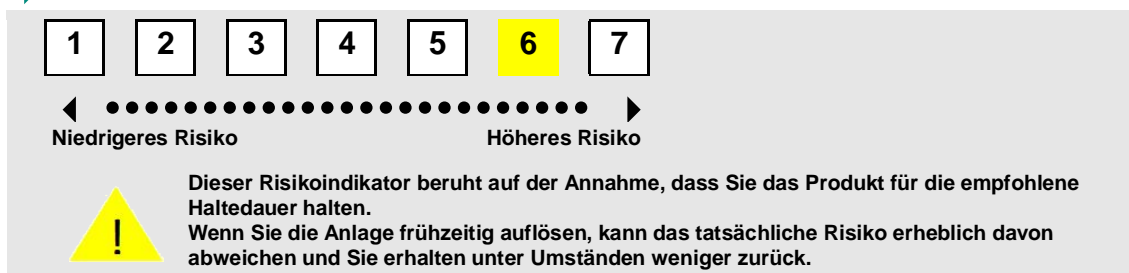 1 2 3 4 5 6 7
Niedrigeres Risiko Höheres Risiko
Dieser Risikoindikator beruht auf der Annahme, dass Sie das Produkt für die empfohlene
Haltedauer halten.
!
Wenn Sie die Anlage frühzeitig auflösen, kann das tatsächliche Risiko erheblich davon
abweichen und Sie erhalten unter Umständen weniger zurück.